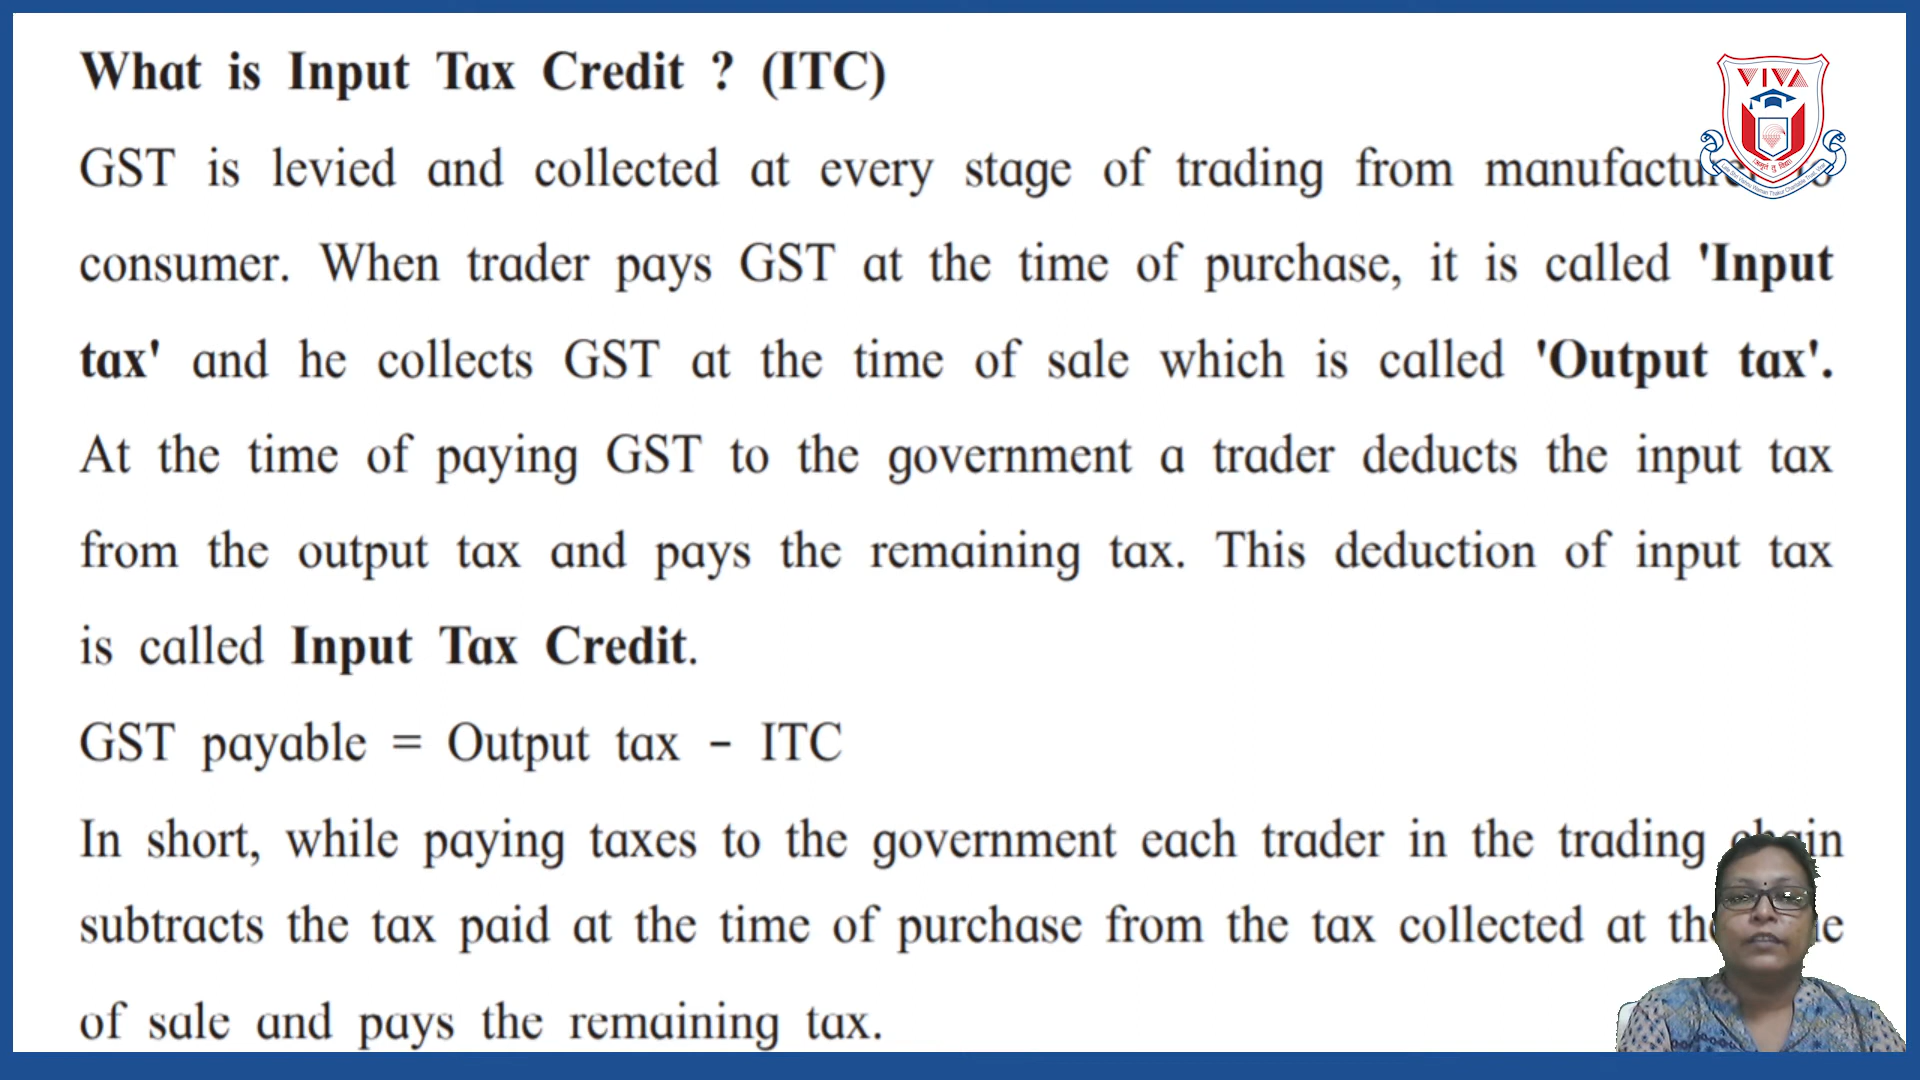 What is Input Tax Credit ? (ITC)
VIVA
GST is levied and collected at every stage of trading from
consumer. When trader pays GST at the time of purchase, it is called 'Input
tax' and he collects GST at the time of sale which is called 'Output tax'.
At the time of paying GST to the government a trader deducts the input tax
from the output tax and pays the remaining tax. This deduction of input tax
is called Input Tax Credit.
GST payable = Output tax – ITC
In short, while paying taxes to the government each trader in the trading
subtracts the tax paid at the time of purchase from the tax collected at
of sale and pays the remaining tax.